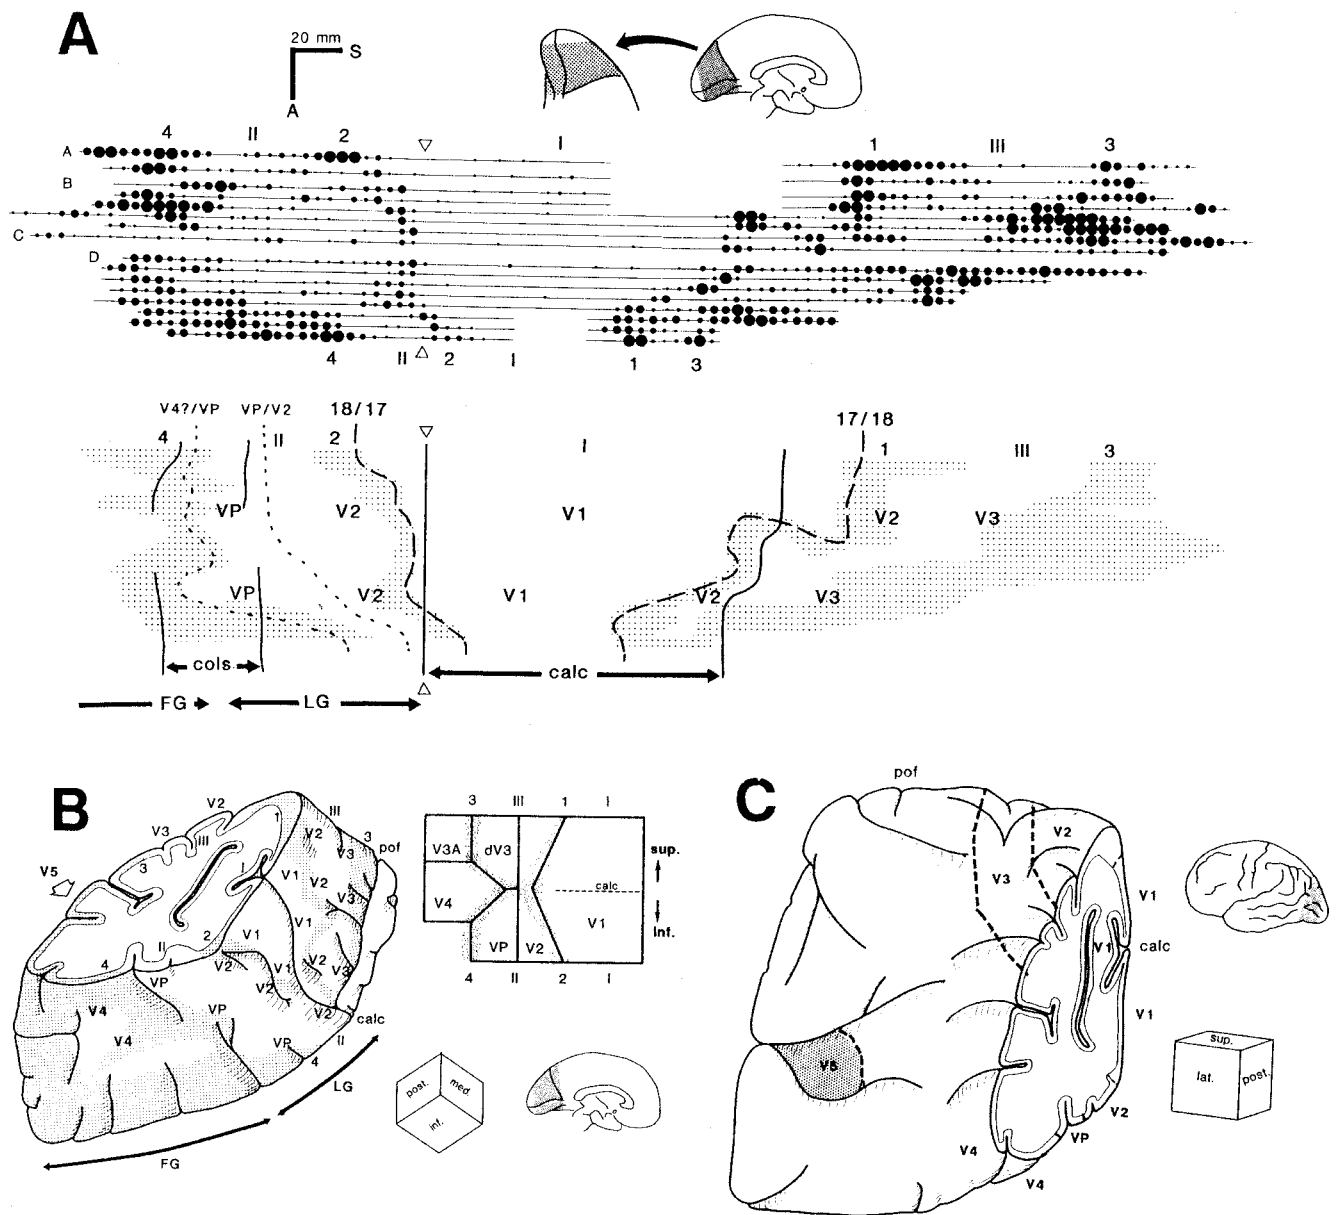 A
20 mm
S
A
4 II 2 I 1 III 3
A
B
C
D
4 II 2 I 1 3
V4?/VP VP/V2 18/17 17/18
4 II 2 I 1 III 3
VP V2 V1 V2 V3
VP V2 V1 V2 V3
cols calc
FG LG
B
V2 III
V3 III 1 V2 3
V5 3 V3 pof
I V1 V2
V3
V1
2 V1 V2
II V2 V1 V3
4 VP V2
V2 calc
V4 VP II
V4 VP 4
LG
FG
3 III 1 I
V3A dV3 sup.
calc
V4 V1
VP V2 Inf.
4 II 2 I
post. med.
inf.
C
pof
V2
V3
V1
V1
calc
V1
V5
V2
V4 VP
V4
sup.
lat. post.